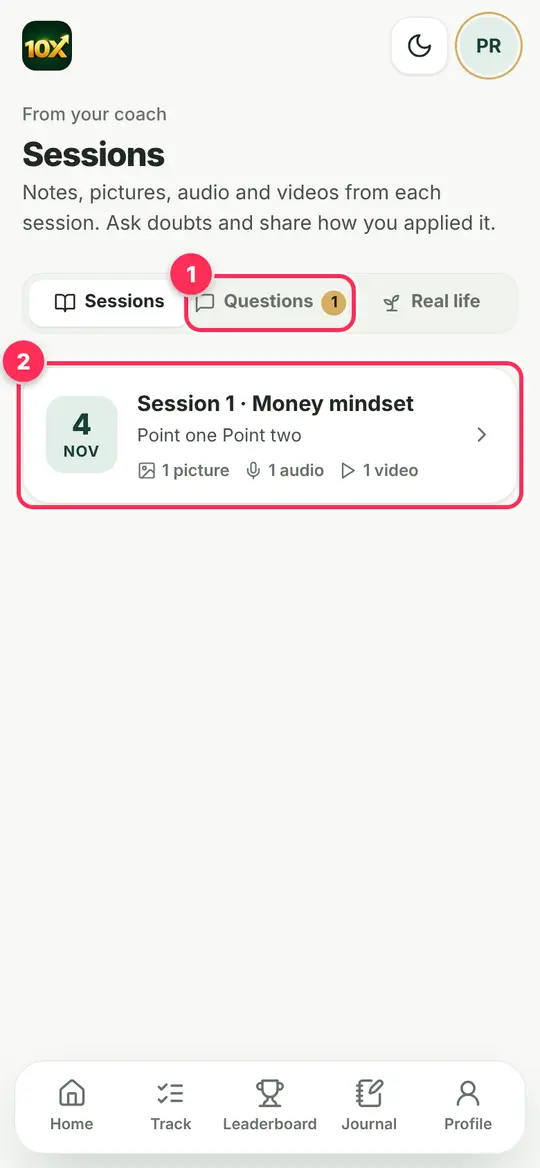 10X
PR
From your coach
Sessions
Notes, pictures, audio and videos from each
session. Ask doubts and share how you applied it.
1
Sessions
Questions 1
Real life
2
4
NOV
Session 1 · Money mindset
Point one Point two
1 picture 1 audio 1 video
Home
Track
Leaderboard
Journal
Profile